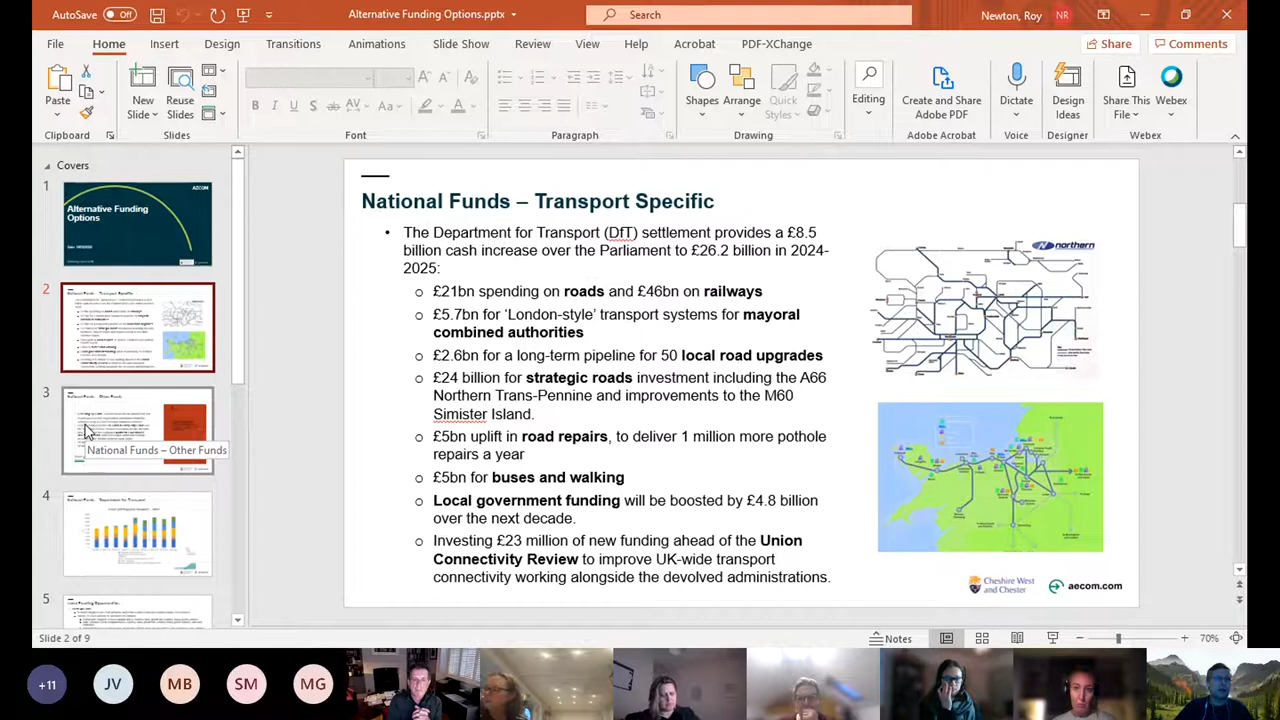 AutoSave Off
Alternative Funding Options.pptx
Search
Newton, Roy NR
File Home Insert Design Transitions Animations Slide Show Review View Help Acrobat PDF-XChange
Share Comments
Paste
New Slide
Reuse Slides
Shapes Arrange Quick Styles
Editing
Create and Share Adobe PDF
Dictate
Design Ideas
Share This File
Webex
Clipboard Slides Font Paragraph Drawing Adobe Acrobat Voice Designer Webex
Covers
1
Alternative Funding
Options
AECOM
2
3
National Funds – Other Funds
4
5
National Funds – Transport Specific
• The Department for Transport (DfT) settlement provides a £8.5
billion cash increase over the Parliament to £26.2 billion in 2024-
2025:
o £21bn spending on roads and £46bn on railways
o £5.7bn for ‘London-style’ transport systems for mayoral
combined authorities
o £2.6bn for a long-term pipeline for 50 local road upgrades
o £24 billion for strategic roads investment including the A66
Northern Trans-Pennine and improvements to the M60
Simister Island.
o £5bn uplift in road repairs, to deliver 1 million more pothole
repairs a year
o £5bn for buses and walking
o Local government funding will be boosted by £4.8 billion
over the next decade.
o Investing £23 million of new funding ahead of the Union
Connectivity Review to improve UK-wide transport
connectivity working alongside the devolved administrations.
northern
Cheshire West
and Chester
aecom.com
Slide 2 of 9
Notes
70%
+11 JV MB SM MG